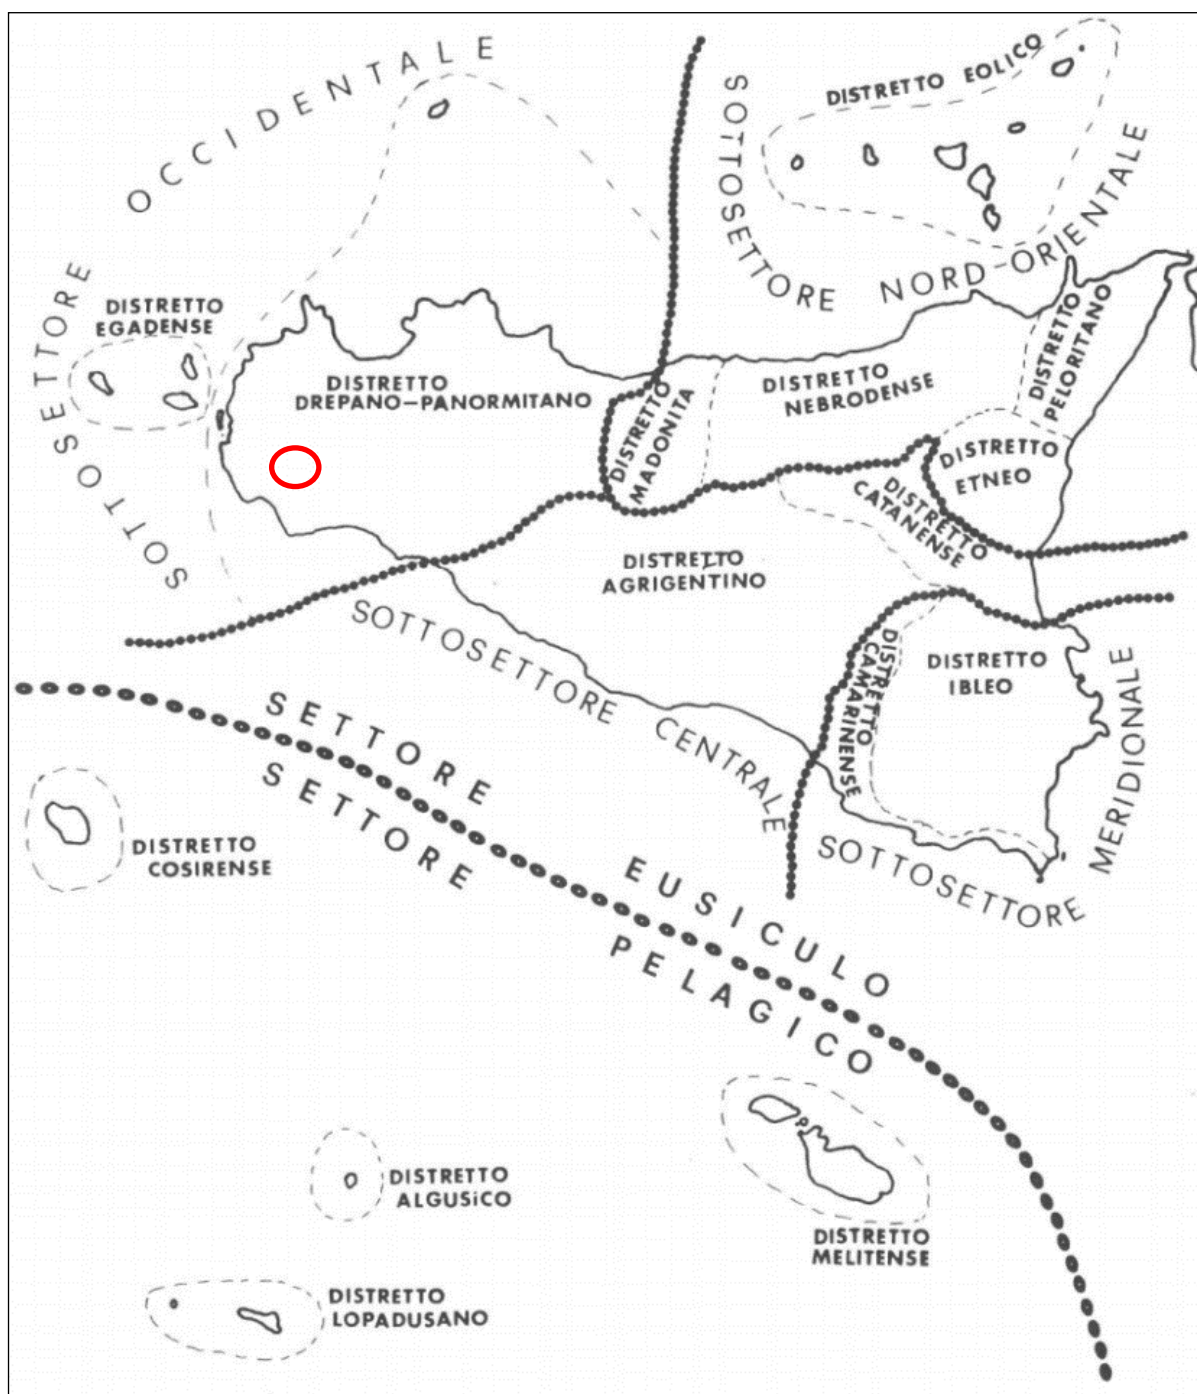 SOTTOSETTORE OCCIDENTALE
SOTTOSETTORE NORD-ORIENTALE
DISTRETTO EOLICO
DISTRETTO
EGADENSE
DISTRETTO
DREPANO-PANORMITANO
DISTRETTO
MADONITA
DISTRETTO
NEBRODENSE
DISTRETTO
PELORITANO
DISTRETTO
ETNEO
DISTRETTO
CATANENSE
DISTRETTO
AGRIGENTINO
SOTTOSETTORE CENTRALE
DISTRETTO
CAMARINENSE
DISTRETTO
IBLEO
SOTTOSETTORE MERIDIONALE
SETTORE EUSICULO
SETTORE PELAGICO
DISTRETTO
COSIRENSE
DISTRETTO
ALGUSiCO
DISTRETTO
MELITENSE
DISTRETTO
LOPADUSANO